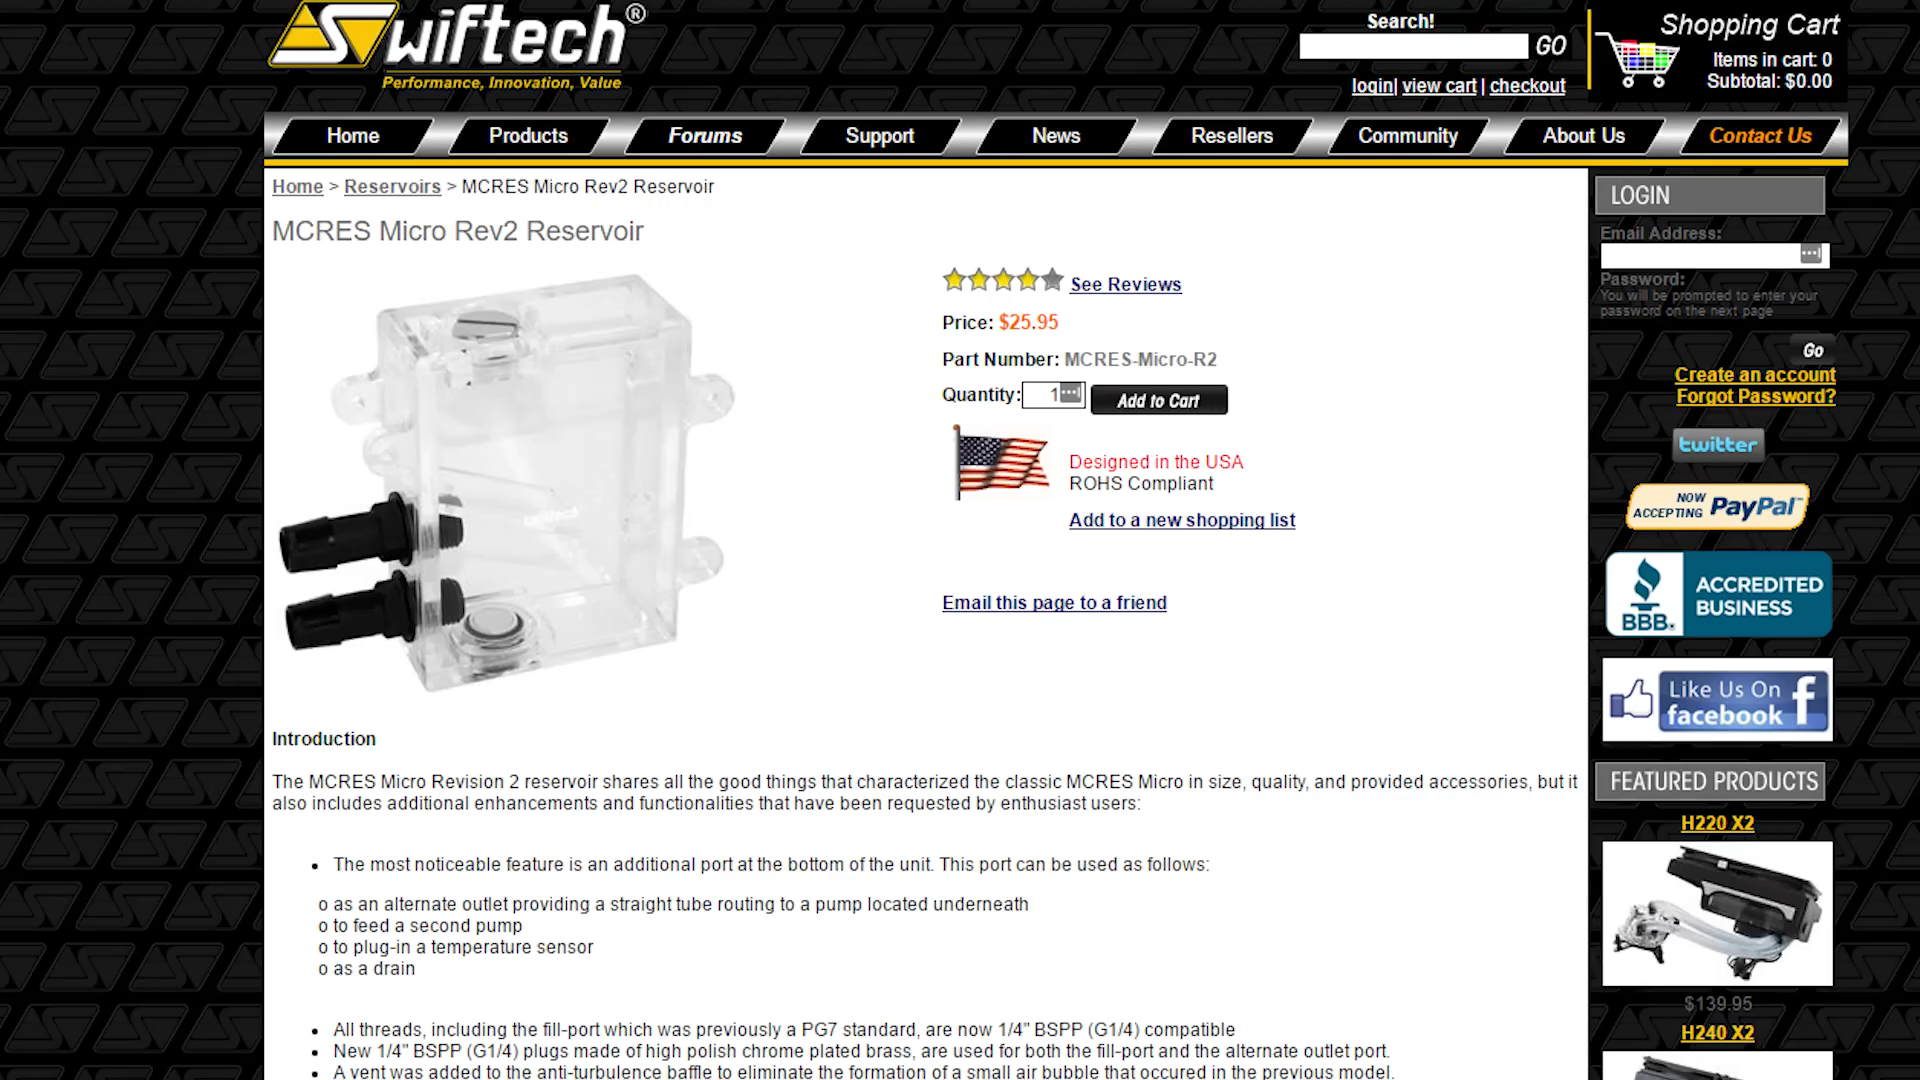 Swiftech®
Performance, Innovation, Value
Search!
GO
login| view cart | checkout
Shopping Cart
Items in cart: 0
Subtotal: $0.00
Home Products Forums Support News Resellers Community About Us Contact Us
Home > Reservoirs > MCRES Micro Rev2 Reservoir
MCRES Micro Rev2 Reservoir
See Reviews
Price: $25.95
Part Number: MCRES-Micro-R2
Quantity: 1 Add to Cart
Designed in the USA
ROHS Compliant
Add to a new shopping list
Email this page to a friend
Introduction
The MCRES Micro Revision 2 reservoir shares all the good things that characterized the classic MCRES Micro in size, quality, and provided accessories, but it
also includes additional enhancements and functionalities that have been requested by enthusiast users:
• The most noticeable feature is an additional port at the bottom of the unit. This port can be used as follows:
o as an alternate outlet providing a straight tube routing to a pump located underneath
o to feed a second pump
o to plug-in a temperature sensor
o as a drain
• All threads, including the fill-port which was previously a PG7 standard, are now 1/4" BSPP (G1/4) compatible
• New 1/4" BSPP (G1/4) plugs made of high polish chrome plated brass, are used for both the fill-port and the alternate outlet port.
• A vent was added to the anti-turbulence baffle to eliminate the formation of a small air bubble that occured in the previous model.
LOGIN
Email Address:
Password:
You will be prompted to enter your
password on the next page
Go
Create an account
Forgot Password?
twitter
NOW
ACCEPTING PayPal
BBB.
ACCREDITED
BUSINESS
Like Us On
facebook
FEATURED PRODUCTS
H220 X2
$139.95
H240 X2